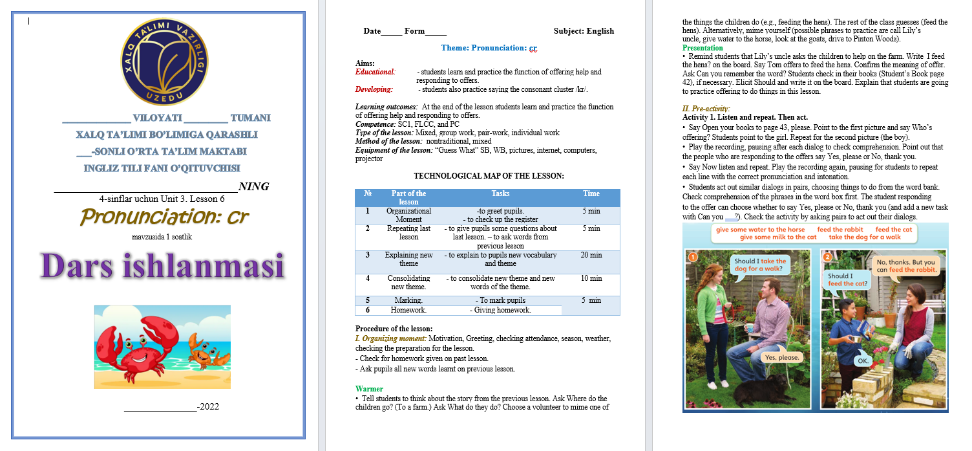 XALQ TALIMI VAZIRLIGI
UZEDU
______________ VILOYATI _________ TUMANI
XALQ TA'LIMI BO'LIMIGA QARASHLI
___-SONLI O'RTA TA'LIM MAKTABI
INGLIZ TILI FANI O'QITUVCHISI
______________________________NING
4-sinflar uchun Unit 3. Lesson 6
Pronunciation: cr
mavzusida 1 soatlik
Dars ishlanmasi
________________-2022
Date_____ Form_____ Subject: English
Theme: Pronunciation: cr
Aims:
Educational. - students learn and practice the function of offering help and
responding to offers.
Developing: - students also practice saying the consonant cluster /kr/.
Learning outcomes: At the end of the lesson students learn and practice the function
of offering help and responding to offers.
Competence: SC1, FLCC, and PC
Type of the lesson: Mixed, group work, pair-work, individual work
Method of the lesson: nontraditional, mixed
Equipment of the lesson: "Guess What" SB, WB, pictures, internet, computers,
projector
TECHNOLOGICAL MAP OF THE LESSON:
№ Part of the lesson Tasks Time
1 Organizational Moment -to greet pupils. - to check up the register 5 min
2 Repeating last lesson - to give pupils some questions about last lesson. – to ask words from previous lesson 5 min
3 Explaining new theme - to explain to pupils new vocabulary and theme 20 min
4 Consolidating new theme. - to consolidate new theme and new words of the theme. 10 min
5 Marking. - To mark pupils 5 min
6 Homework. - Giving homework.
Procedure of the lesson:
I. Organizing moment: Motivation, Greeting, checking attendance, season, weather,
checking the preparation for the lesson.
- Check for homework given on past lesson.
- Ask pupils all new words learnt on previous lesson.
Warmer
• Tell students to think about the story from the previous lesson. Ask Where do the
children go? (To a farm.) Ask What do they do? Choose a volunteer to mime one of
the things the children do (e.g., feeding the hens). The rest of the class guesses (feed the
hens). Alternatively, mime yourself (possible phrases to practice are call Lily's
uncle, give water to the horse, look at the goats, drive to Pinton Woods).
Presentation
• Remind students that Lily's uncle asks the children to help on the farm. Write I feed
the hens? on the board. Say Tom offers to feed the hens. Confirm the meaning of offer.
Ask Can you remember the word? Students check in their books (Student's Book page
42), if necessary. Elicit Should and write it on the board. Explain that students are going
to practice offering to do things in this lesson.
II. Pre-activity:
Activity 1. Listen and repeat. Then act.
• Say Open your books to page 43, please. Point to the first picture and say Who's
offering? Students point to the girl. Repeat for the second picture (the boy).
• Play the recording, pausing after each dialog to check comprehension. Point out that
the people who are responding to the offers say Yes, please or No, thank you.
• Say Now listen and repeat. Play the recording again, pausing for students to repeat
each line with the correct pronunciation and intonation.
• Students act out similar dialogs in pairs, choosing things to do from the word bank.
Check comprehension of the phrases in the word box first. The student responding
to the offer can choose whether to say Yes, please or No, thank you (and add a new task
with Can you ___?). Check the activity by asking pairs to act out their dialogs.
give some water to the horse feed the rabbit feed the cat
give some milk to the cat take the dog for a walk
1
Should I take the
dog for a walk?
Yes, please.
2
Should I
feed the cat?
No, thanks. But you
can feed the rabbit.
OK.